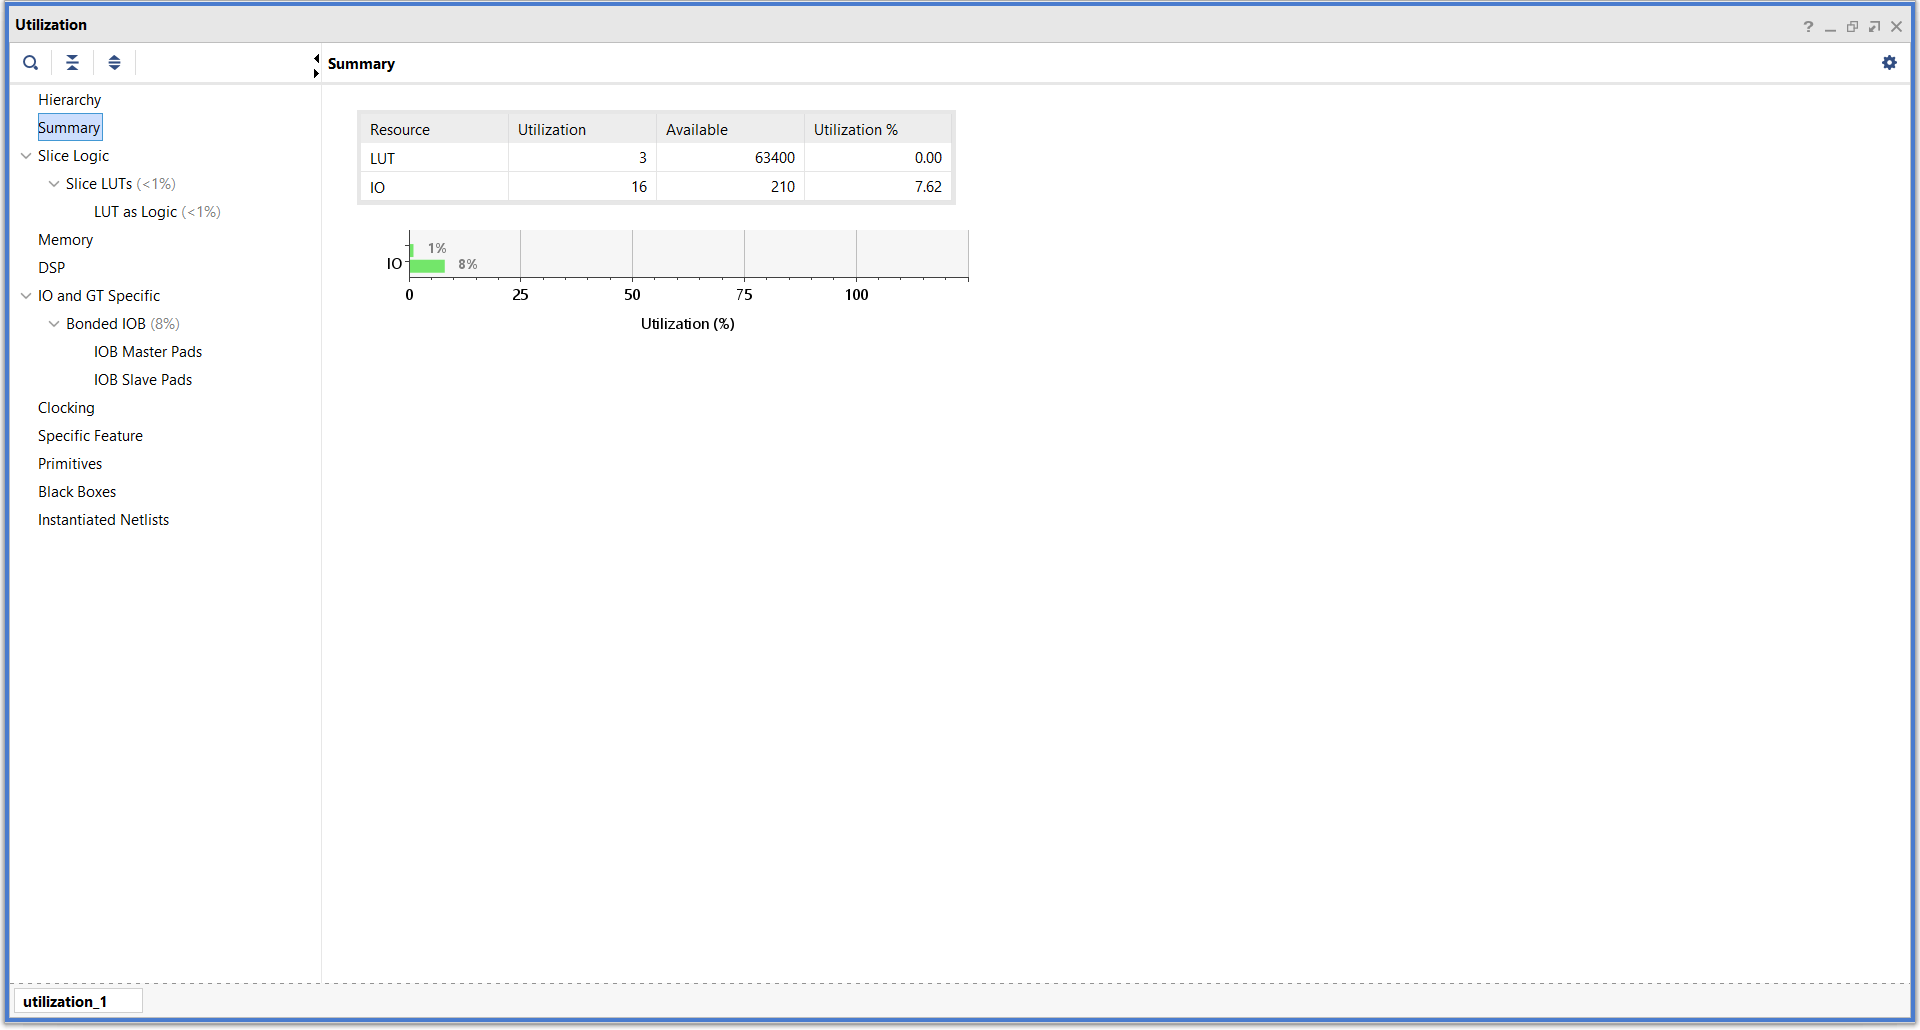 Utilization
Summary
Hierarchy
Summary
Slice Logic
Slice LUTs (<1%)
LUT as Logic (<1%)
Memory
DSP
IO and GT Specific
Bonded IOB (8%)
IOB Master Pads
IOB Slave Pads
Clocking
Specific Feature
Primitives
Black Boxes
Instantiated Netlists
Resource Utilization Available Utilization %
LUT 3 63400 0.00
IO 16 210 7.62
1%
IO 8%
0 25 50 75 100
Utilization (%)
utilization_1